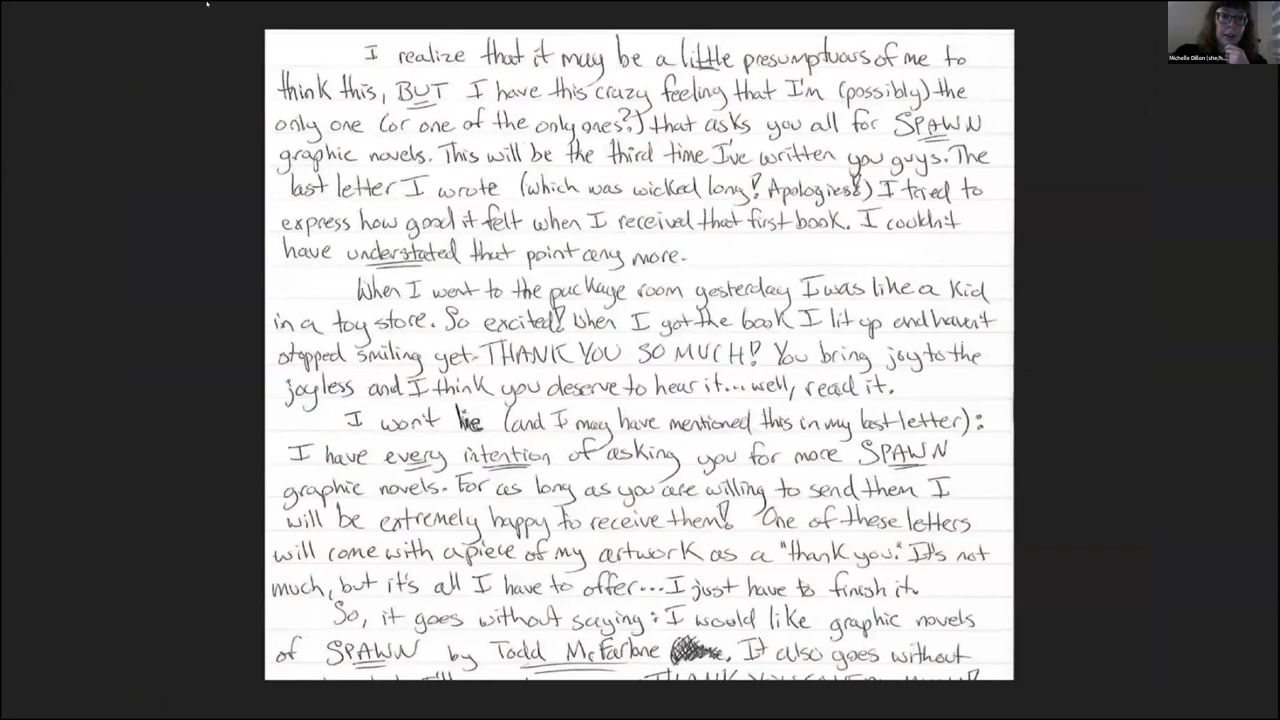 I realize that it may be a little presumptuous of me to
think this, BUT I have this crazy feeling that I'm (possibly) the
only one (or one of the only ones?) that asks you all for SPAWN
graphic novels. This will be the third time I've written you guys. The
last letter I wrote (which was wicked long! Apologies!) I tried to
express how good it felt when I received that first book. I couldn't
have understated that point any more.
When I went to the package room yesterday I was like a kid
in a toy store. So excited! When I got the book I lit up and haven't
stopped smiling yet. THANK YOU SO MUCH! You bring joy to the
joyless and I think you deserve to hear it... well, read it.
I won't lie (and I may have mentioned this in my last letter):
I have every intention of asking you for more SPAWN
graphic novels. For as long as you are willing to send them I
will be extremely happy to receive them! One of these letters
will come with a piece of my artwork as a "thank you." It's not
much, but it's all I have to offer... I just have to finish it.
So, it goes without saying: I would like graphic novels
of SPAWN by Todd McFarlane. It also goes without
Michelle Dillon (she/h...